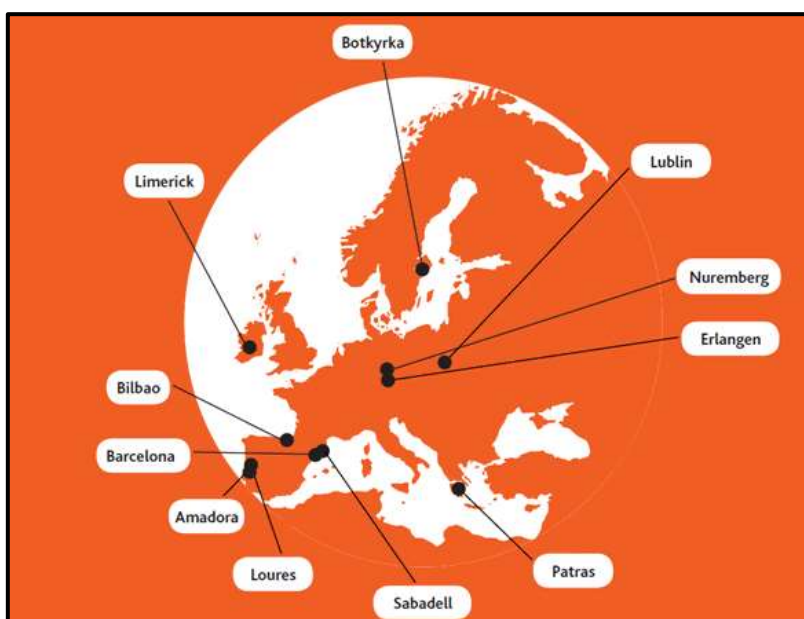 Botkyrka
Lublin
Limerick
Nuremberg
Erlangen
Bilbao
Barcelona
Amadora
Loures
Patras
Sabadell